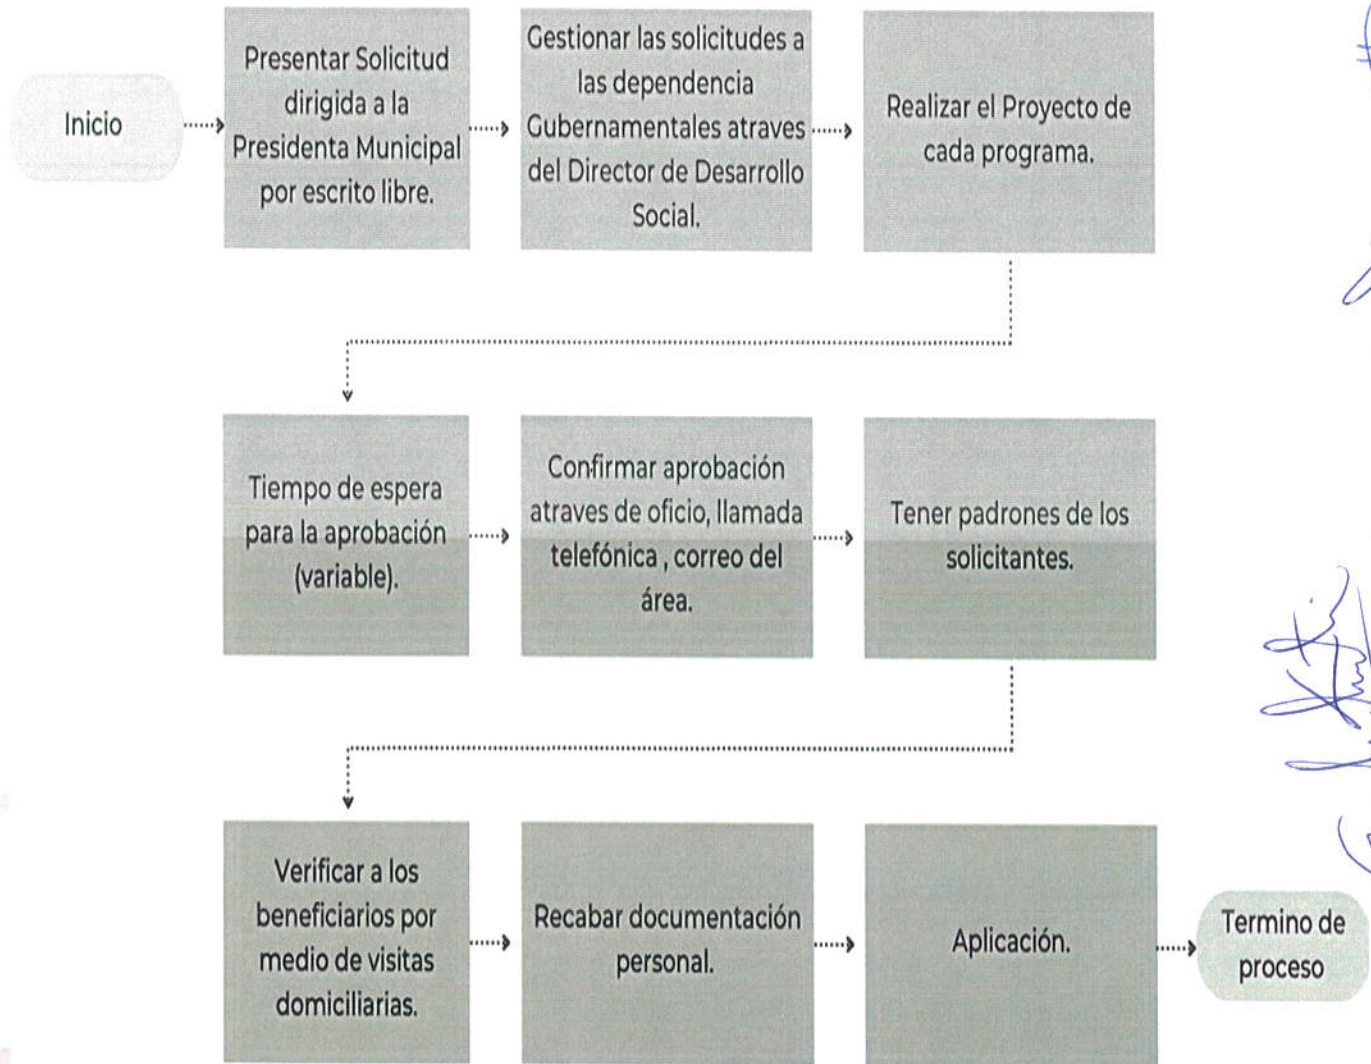 Inicio
Presentar Solicitud
dirigida a la
Presidenta Municipal
por escrito libre.
Gestionar las solicitudes a
las dependencia
Gubernamentales atraves
del Director de Desarrollo
Social.
Realizar el Proyecto de
cada programa.
Tiempo de espera
para la aprobación
(variable).
Confirmar aprobación
atraves de oficio, llamada
telefónica , correo del
área.
Tener padrones de los
solicitantes.
Verificar a los
beneficiarios por
medio de visitas
domiciliarias.
Recabar documentación
personal.
Aplicación.
Termino de
proceso